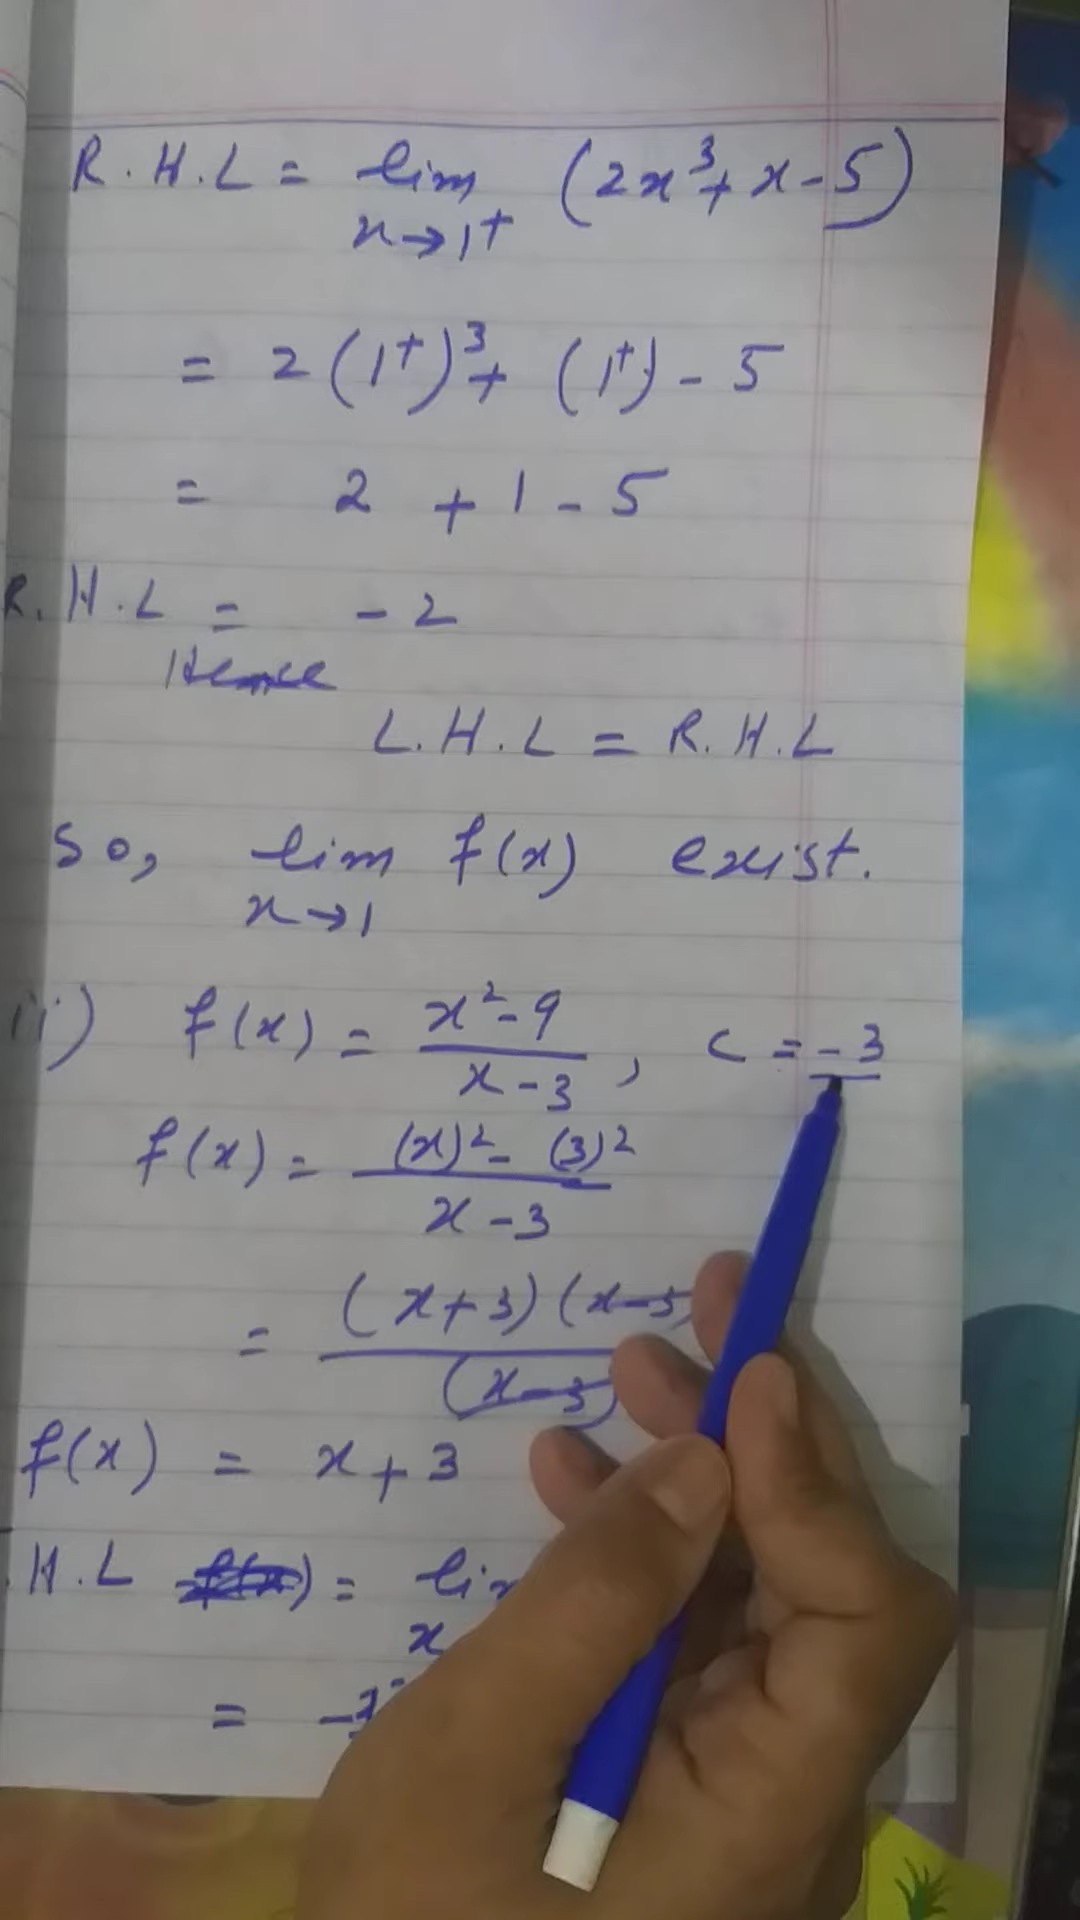 R.H.L = lim (2x³ + x - 5)
x→1⁺
= 2(1⁺)³ + (1⁺) - 5
= 2 + 1 - 5
R.H.L = -2
Hence
L.H.L = R.H.L
So, lim f(x) exist.
x→1
ii) f(x) = x² - 9 / x - 3, c = -3
f(x) = (x)² - (3)² / x - 3
= (x+3)(x-3) / (x-3)
f(x) = x + 3
.H.L = 
x
= -3⁻